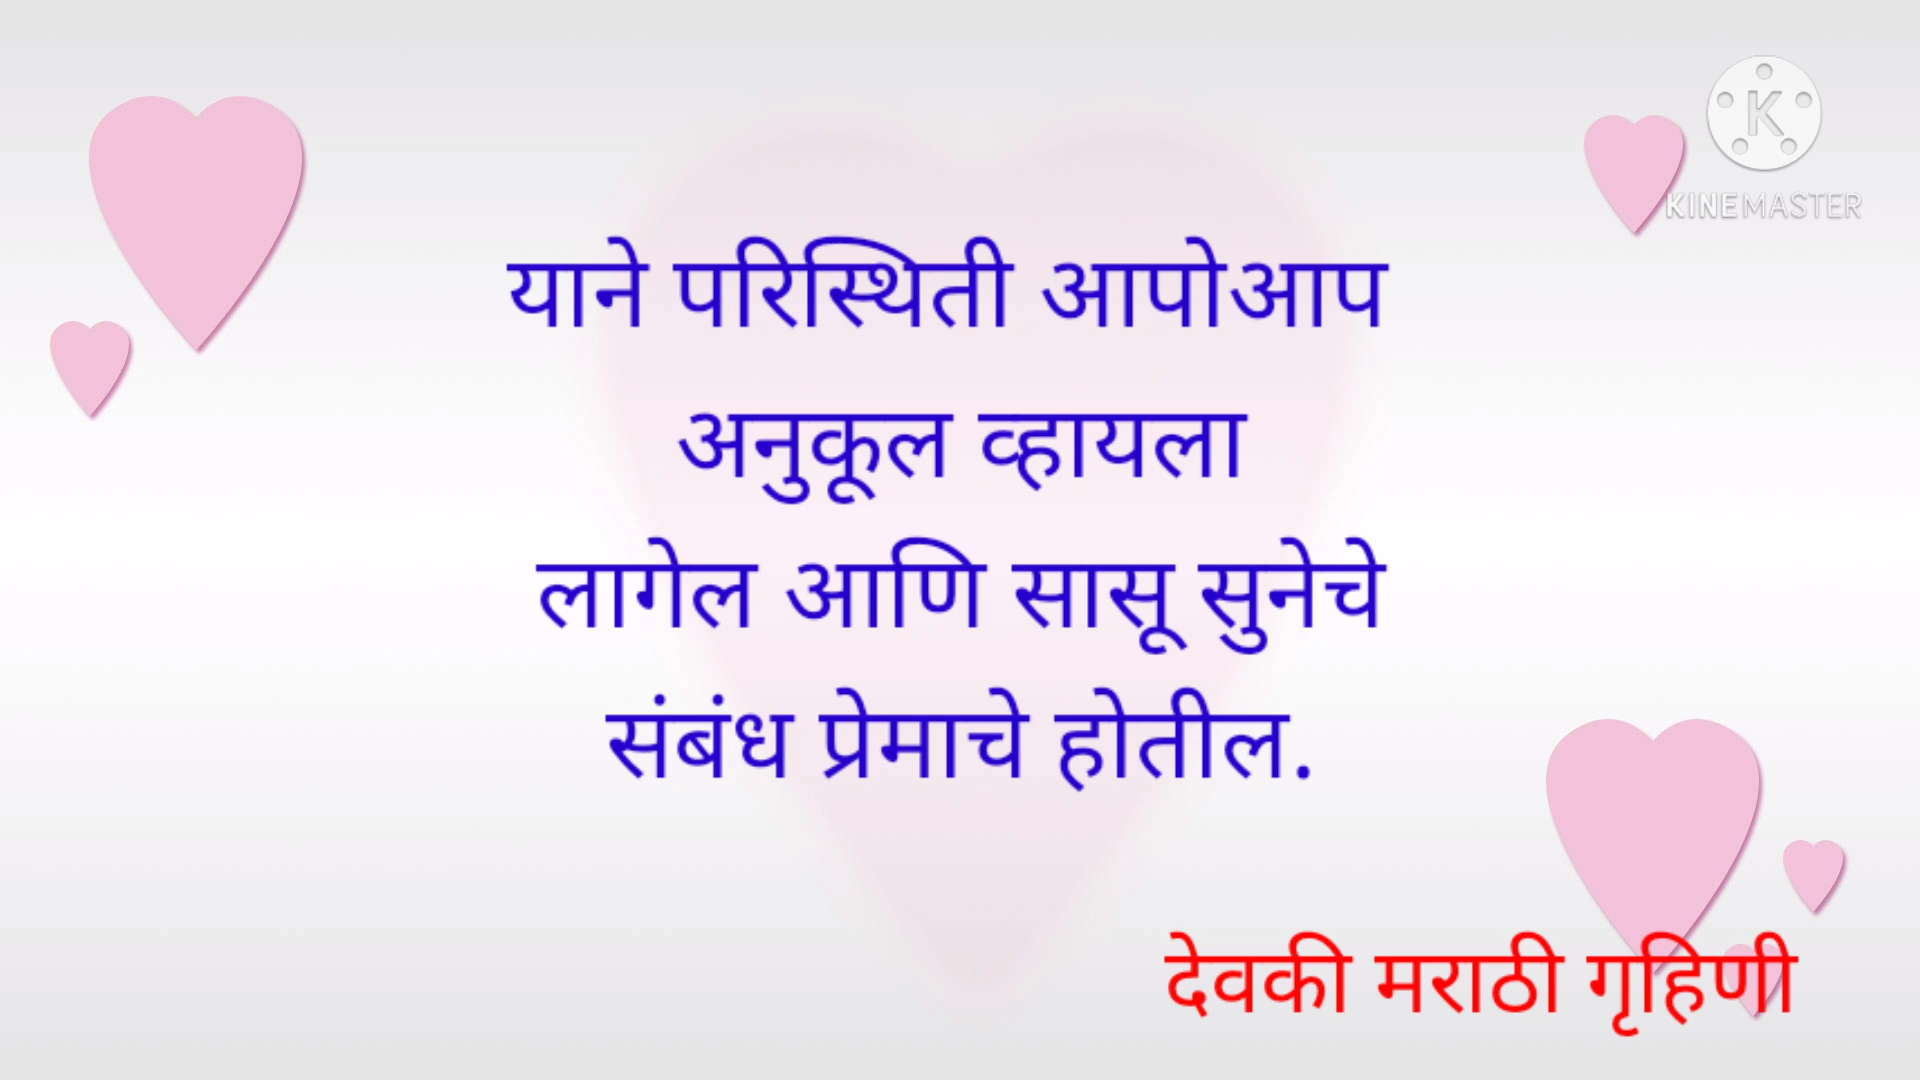 K
KINEMASTER
याने परिस्थिती आपोआप
अनुकूल व्हायला
लागेल आणि सासू सुनेचे
संबंध प्रेमाचे होतील.
देवकी मराठी गृहिणी